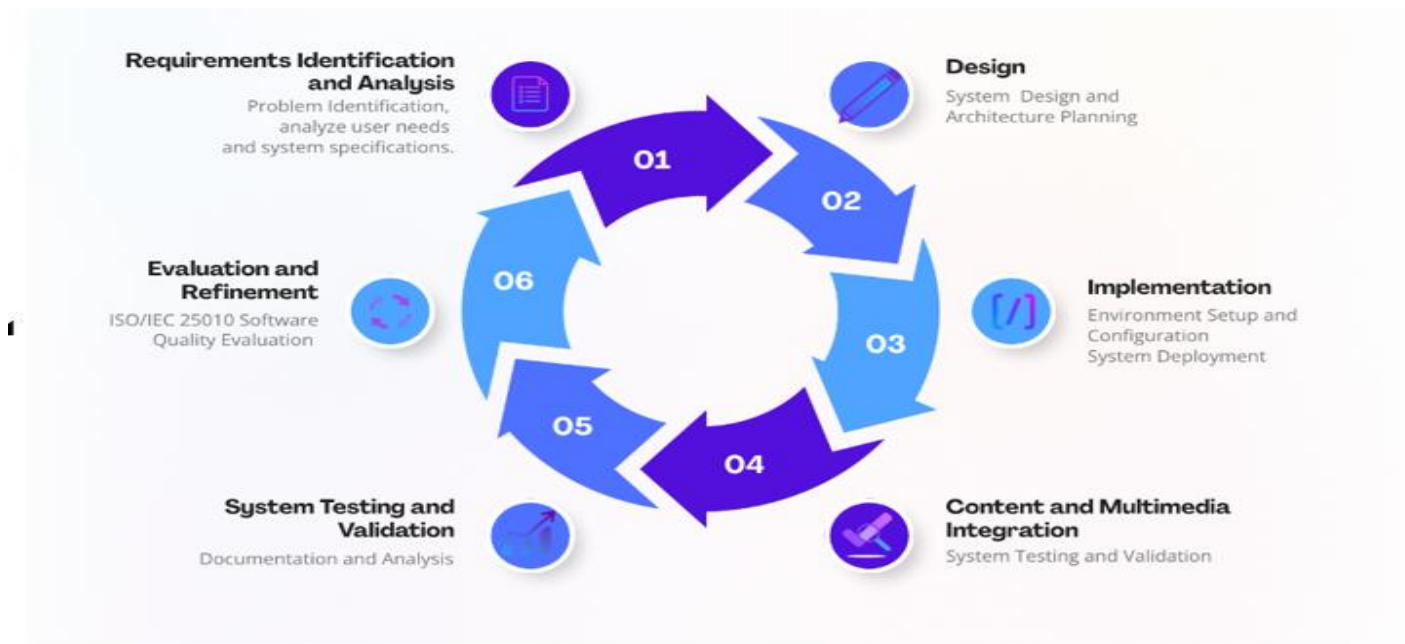 Requirements Identification
and Analysis
Problem Identification,
analyze user needs
and system specifications.
01
Design
System Design and
Architecture Planning
02
Implementation
Environment Setup and
Configuration
System Deployment
03
Content and Multimedia
Integration
System Testing and Validation
04
System Testing and
Validation
Documentation and Analysis
05
Evaluation and
Refinement
ISO/IEC 25010 Software
Quality Evaluation
06
[/]